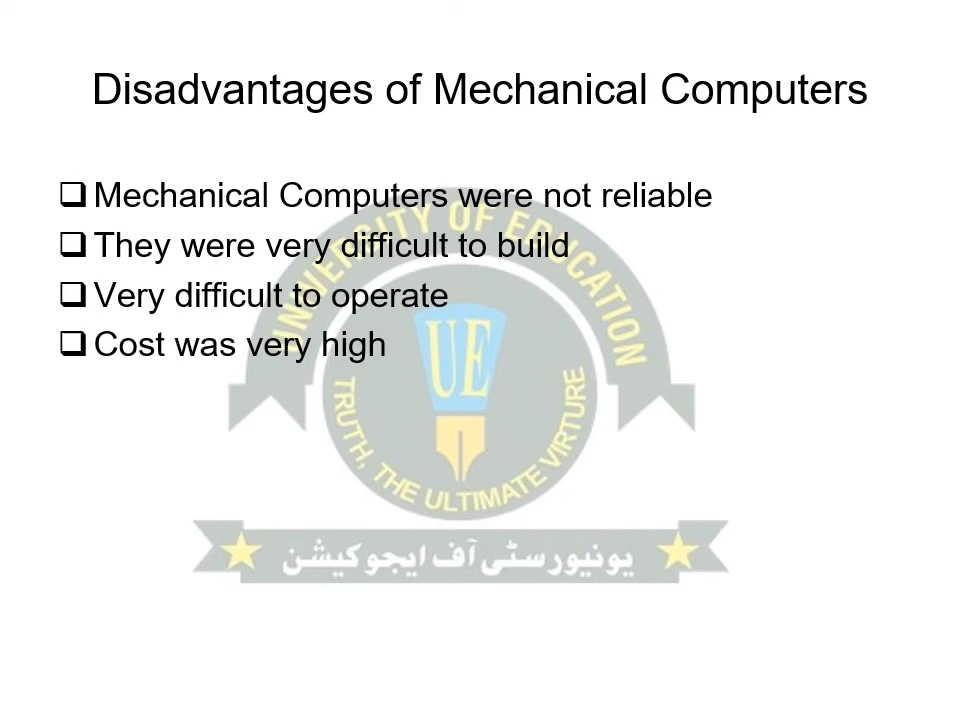 Disadvantages of Mechanical Computers
❑ Mechanical Computers were not reliable
❑ They were very difficult to build
❑ Very difficult to operate
❑ Cost was very high
UNIVERSITY OF EDUCATION
UE
TRUTH, THE ULTIMATE VIRTURE
یونیورسٹی آف ایجوکیشن